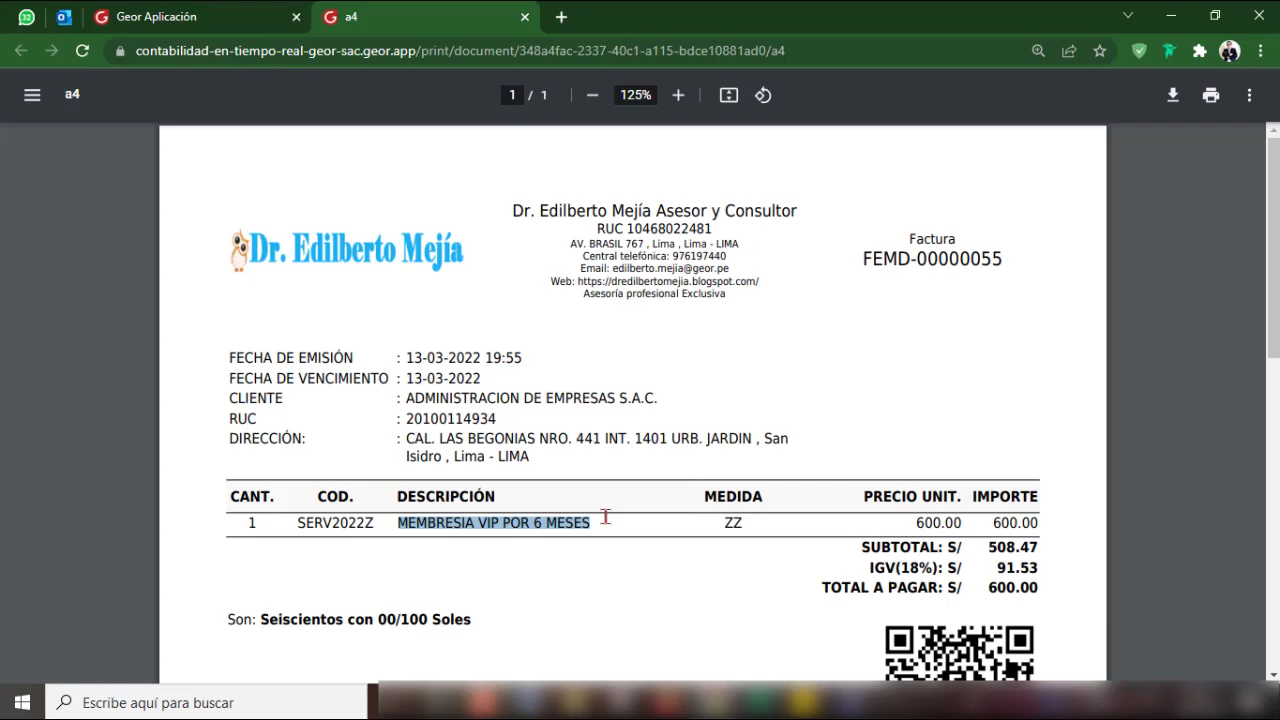 32
Geor Aplicación
a4
contabilidad-en-tiempo-real-geor-sac.geor.app/print/document/348a4fac-2337-40c1-a115-bdce10881ad0/a4
a4
1 / 1
125%
Dr. Edilberto Mejía
Dr. Edilberto Mejía Asesor y Consultor
RUC 10468022481
AV. BRASIL 767 , Lima , Lima - LIMA
Central telefónica: 976197440
Email: edilberto.mejia@geor.pe
Web: https://dredilbertomejia.blogspot.com/
Asesoría profesional Exclusiva
Factura
FEMD-00000055
FECHA DE EMISIÓN : 13-03-2022 19:55
FECHA DE VENCIMIENTO : 13-03-2022
CLIENTE : ADMINISTRACION DE EMPRESAS S.A.C.
RUC : 20100114934
DIRECCIÓN: : CAL. LAS BEGONIAS NRO. 441 INT. 1401 URB. JARDIN , San
Isidro , Lima - LIMA
CANT. COD. DESCRIPCIÓN MEDIDA PRECIO UNIT. IMPORTE
1 SERV2022Z MEMBRESIA VIP POR 6 MESES ZZ 600.00 600.00
SUBTOTAL: S/ 508.47
IGV(18%): S/ 91.53
TOTAL A PAGAR: S/ 600.00
Son: Seiscientos con 00/100 Soles
Escribe aquí para buscar